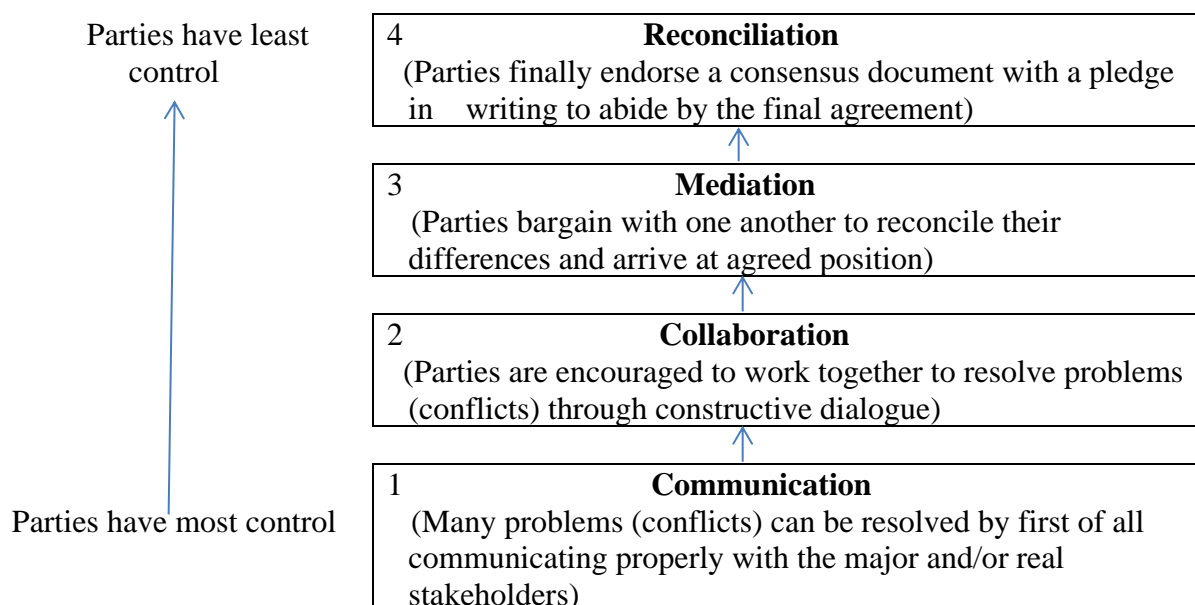 Parties have least
control
4 Reconciliation
(Parties finally endorse a consensus document with a pledge
in writing to abide by the final agreement)
3 Mediation
(Parties bargain with one another to reconcile their
differences and arrive at agreed position)
2 Collaboration
(Parties are encouraged to work together to resolve problems
(conflicts) through constructive dialogue)
Parties have most control
1 Communication
(Many problems (conflicts) can be resolved by first of all
communicating properly with the major and/or real
stakeholders)